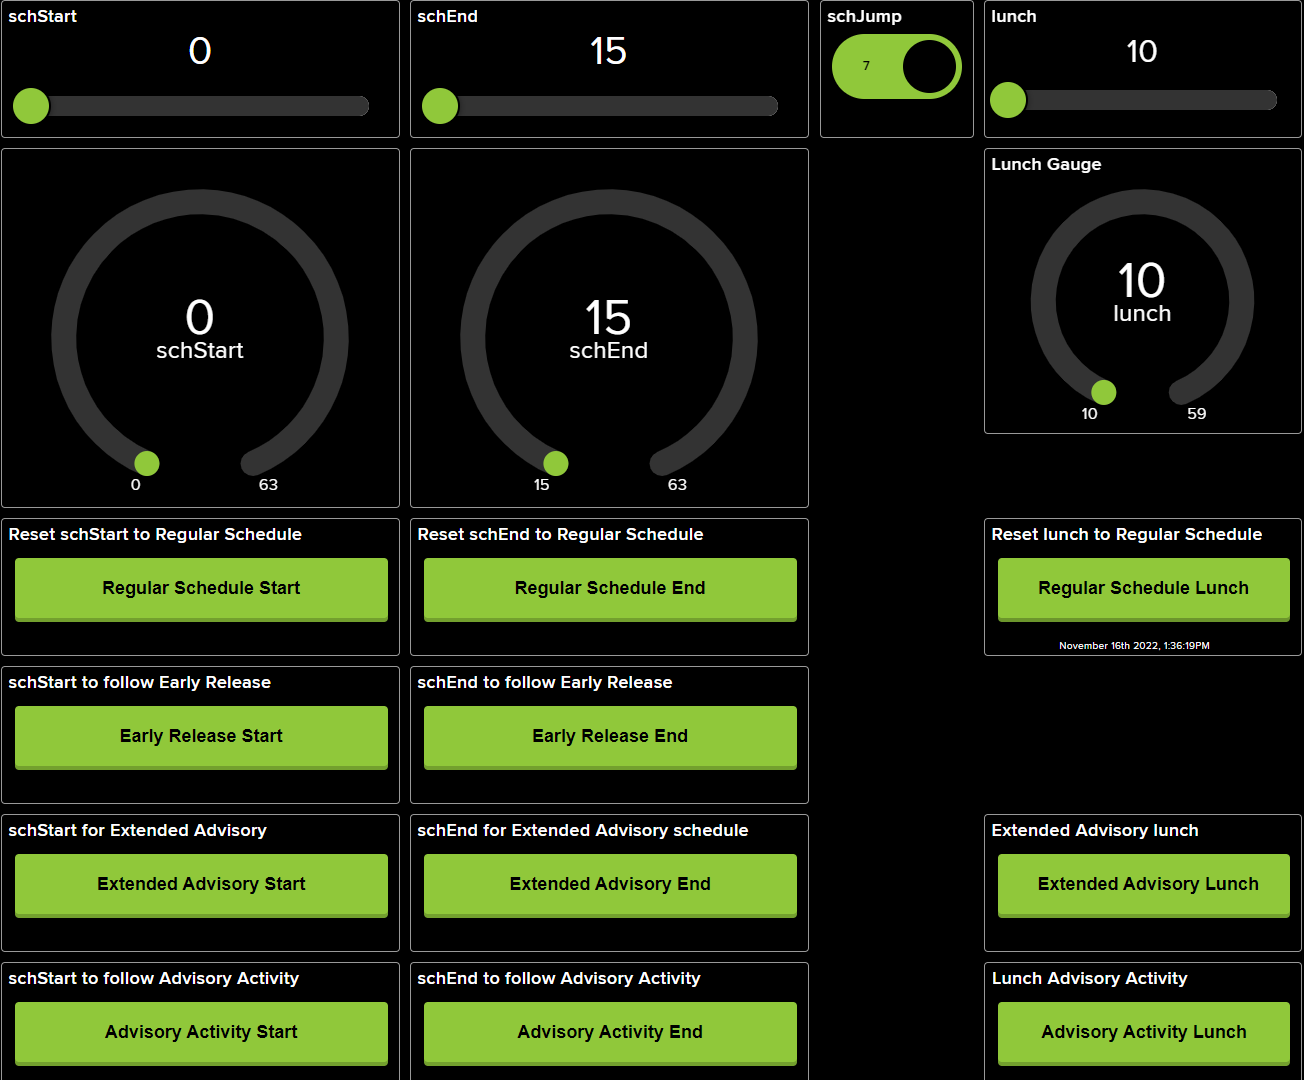 schStart
0
schEnd
15
schJump
7
lunch
10
0
schStart
0
63
15
schEnd
15
63
Lunch Gauge
10
lunch
10
59
Reset schStart to Regular Schedule
Regular Schedule Start
Reset schEnd to Regular Schedule
Regular Schedule End
Reset lunch to Regular Schedule
Regular Schedule Lunch
November 16th 2022, 1:36:19PM
schStart to follow Early Release
Early Release Start
schEnd to follow Early Release
Early Release End
schStart for Extended Advisory
Extended Advisory Start
schEnd for Extended Advisory schedule
Extended Advisory End
Extended Advisory lunch
Extended Advisory Lunch
schStart to follow Advisory Activity
Advisory Activity Start
schEnd to follow Advisory Activity
Advisory Activity End
Lunch Advisory Activity
Advisory Activity Lunch